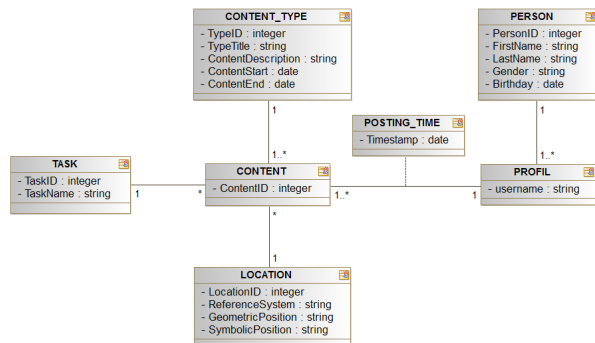 CONTENT_TYPE
- TypeID : integer
- TypeTitle : string
- ContentDescription : string
- ContentStart : date
- ContentEnd : date
PERSON
- PersonID : integer
- FirstName : string
- LastName : string
- Gender : string
- Birthday : date
1
1
POSTING_TIME
- Timestamp : date
1..*
1..*
TASK
- TaskID : integer
- TaskName : string
CONTENT
- ContentID : integer
PROFIL
- username : string
1
*
1..*
1
*
1
LOCATION
- LocationID : integer
- ReferenceSystem : string
- GeometricPosition : string
- SymbolicPosition : string